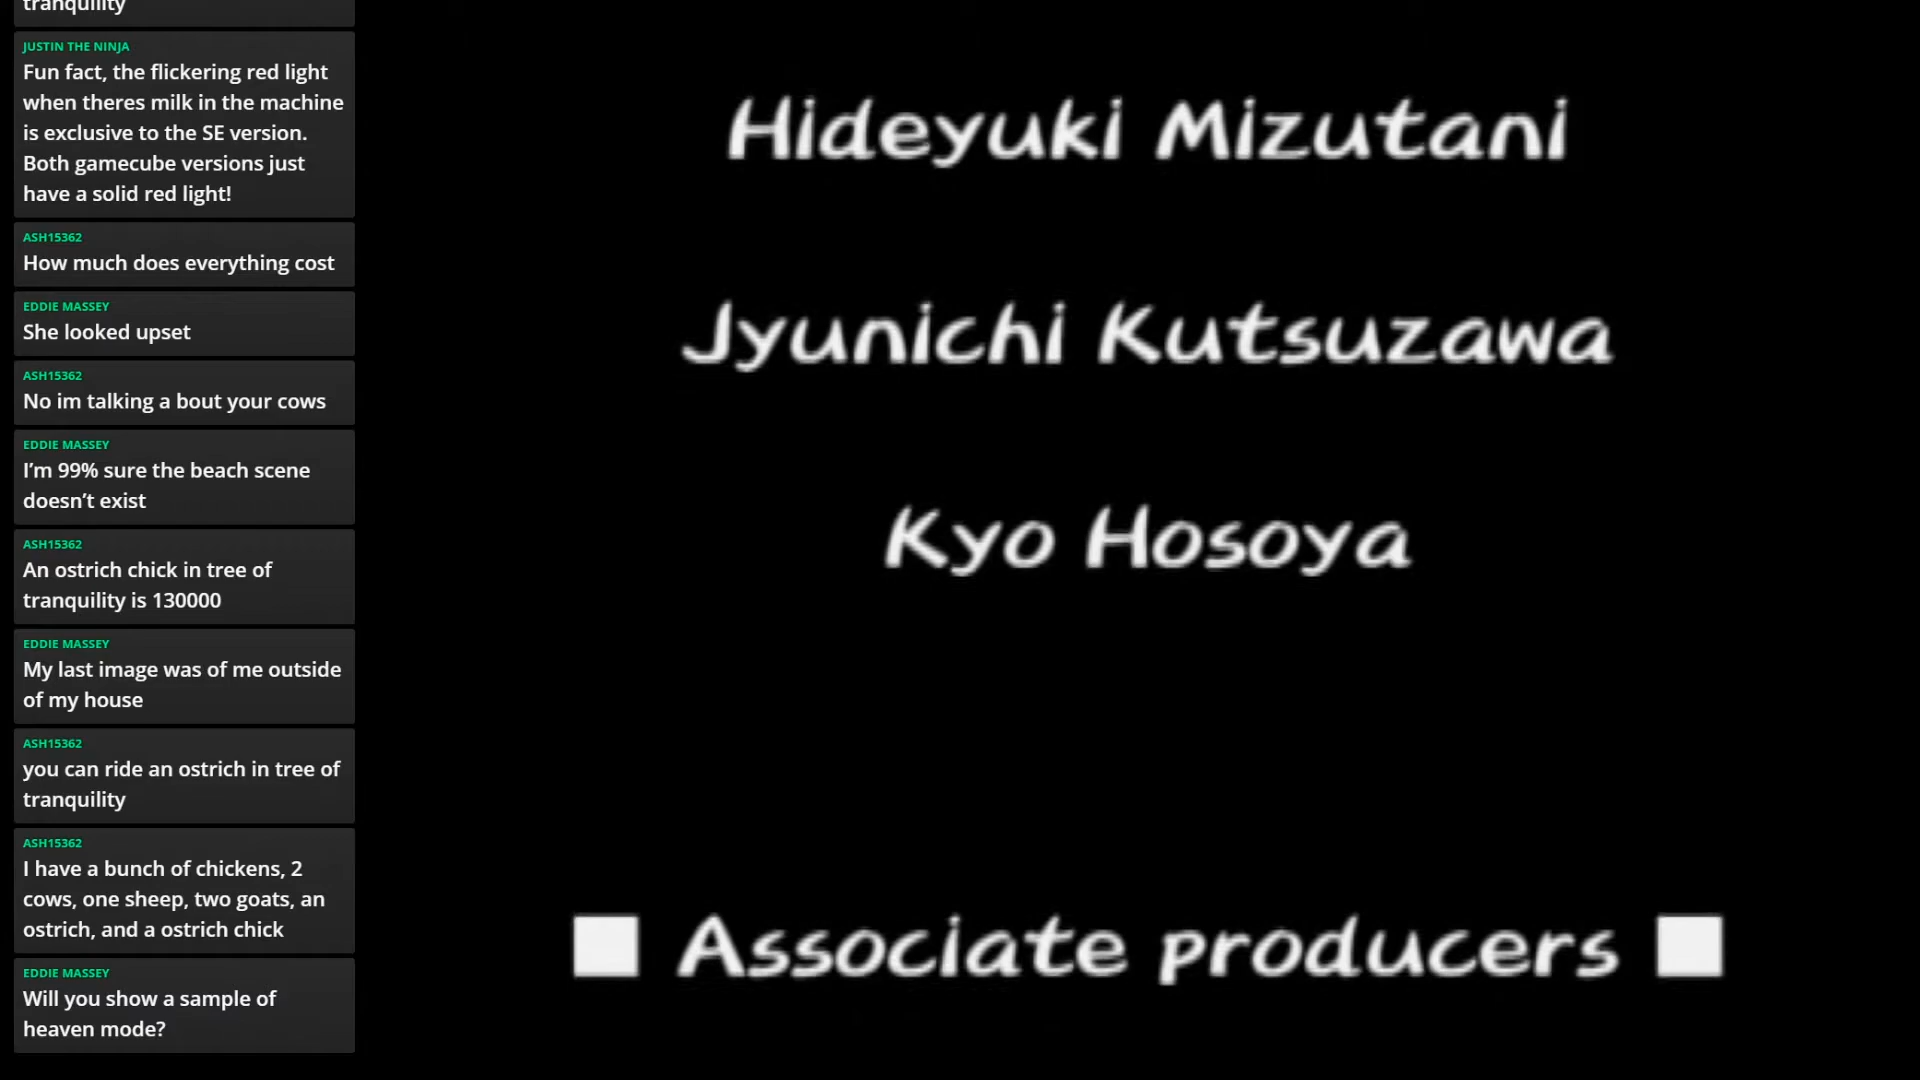 tranquility
JUSTIN THE NINJA
Fun fact, the flickering red light
when theres milk in the machine
is exclusive to the SE version.
Both gamecube versions just
have a solid red light!
ASH15362
How much does everything cost
EDDIE MASSEY
She looked upset
ASH15362
No im talking a bout your cows
EDDIE MASSEY
I’m 99% sure the beach scene
doesn’t exist
ASH15362
An ostrich chick in tree of
tranquility is 130000
EDDIE MASSEY
My last image was of me outside
of my house
ASH15362
you can ride an ostrich in tree of
tranquility
ASH15362
I have a bunch of chickens, 2
cows, one sheep, two goats, an
ostrich, and a ostrich chick
EDDIE MASSEY
Will you show a sample of
heaven mode?
Hideyuki Mizutani
Jyunichi Kutsuzawa
Kyo Hosoya
■ Associate producers ■